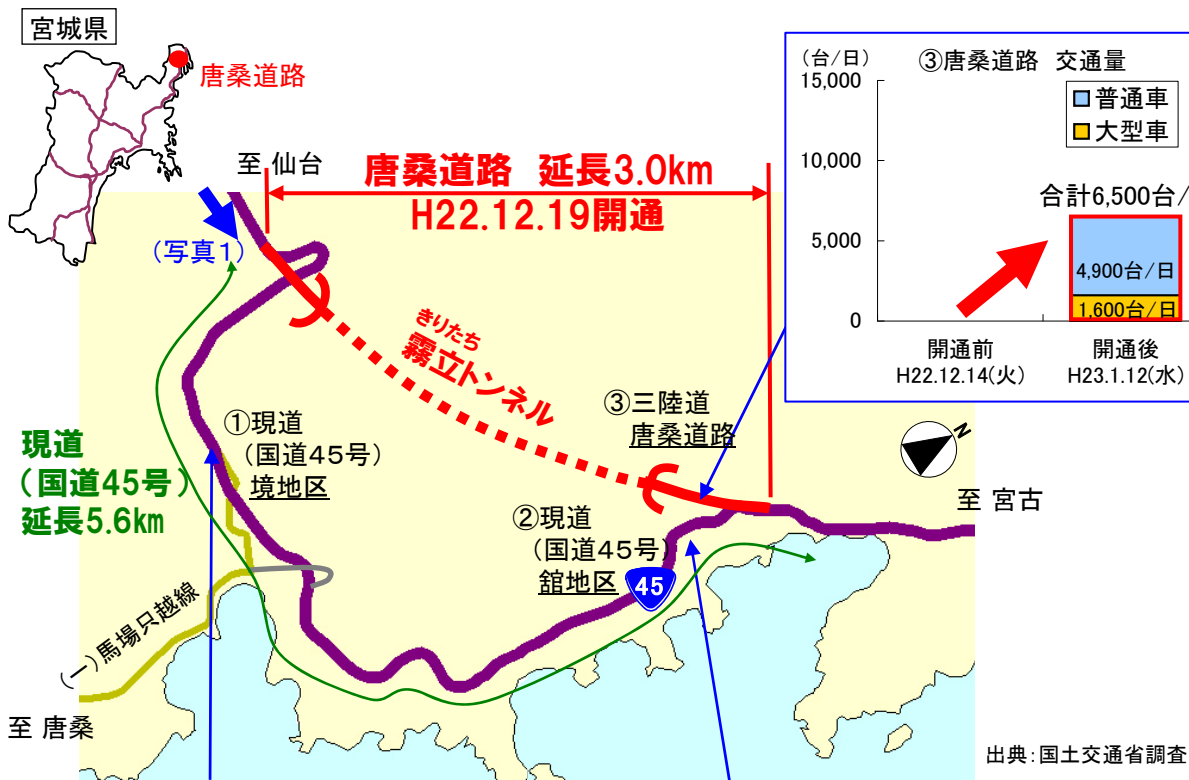 宮城県
唐桑道路
至 仙台
唐桑道路 延長3.0km
H22.12.19開通
(写真1)
きりたち
霧立トンネル
③三陸道
唐桑道路
①現道
(国道45号)
境地区
現道
(国道45号)
延長5.6km
②現道
(国道45号)
舘地区
45
N
至 宮古
(一)馬場只越線
至 唐桑
出典:国土交通省調査
(台/日)
③唐桑道路 交通量
15,000
10,000
5,000
0
普通車
大型車
合計6,500台/
4,900台/日
1,600台/日
開通前
H22.12.14(火)
開通後
H23.1.12(水)